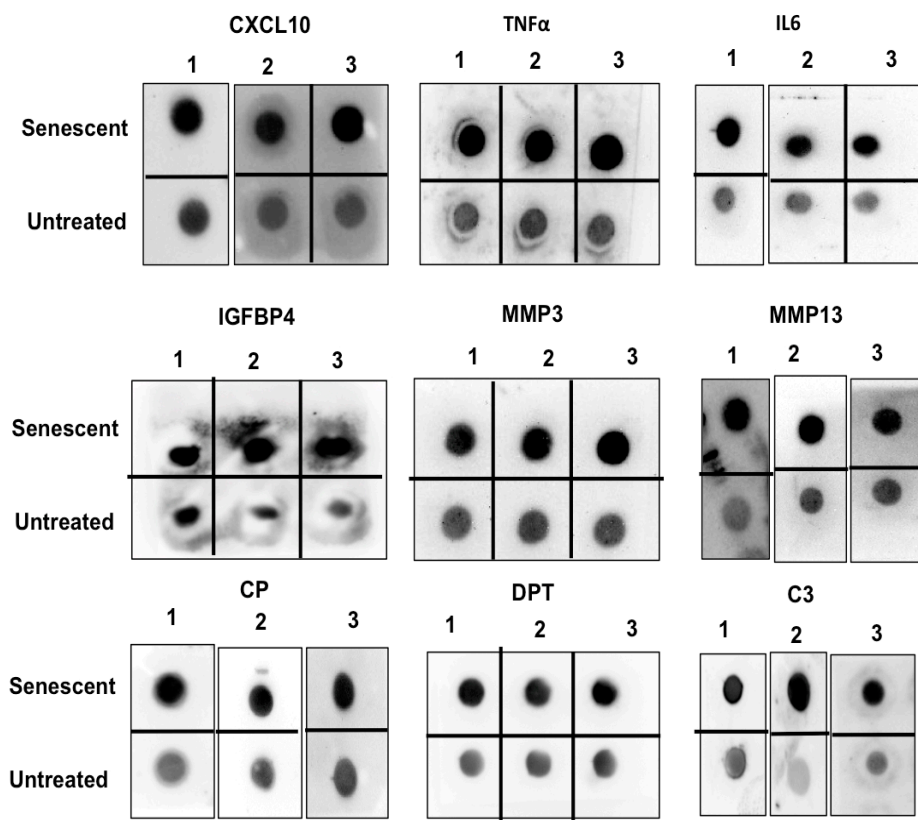 CXCL10 TNFα IL6
1 2 3 1 2 3 1 2 3
Senescent
Untreated
IGFBP4 MMP3 MMP13
1 2 3 1 2 3 1 2 3
Senescent
Untreated
CP DPT C3
1 2 3 1 2 3 1 2 3
Senescent
Untreated